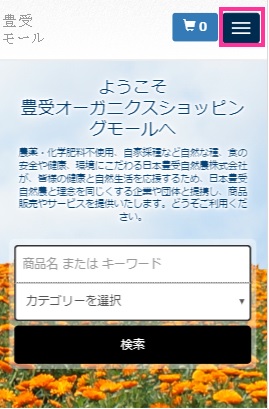 豊受
モール
0
ようこそ
豊受オーガニクスショッピン
グモールへ
農薬・化学肥料不使用、自家採種など自然な種、食の
安全や健康、環境にこだわる日本豊受自然農株式会社
が、皆様の健康と自然生活を応援するため、日本豊受
自然農と理念を同じくする企業や団体と提携し、商品
販売やサービスを提供いたします。どうぞご利用くだ
さい。
商品名 または キーワード
カテゴリーを選択
検索